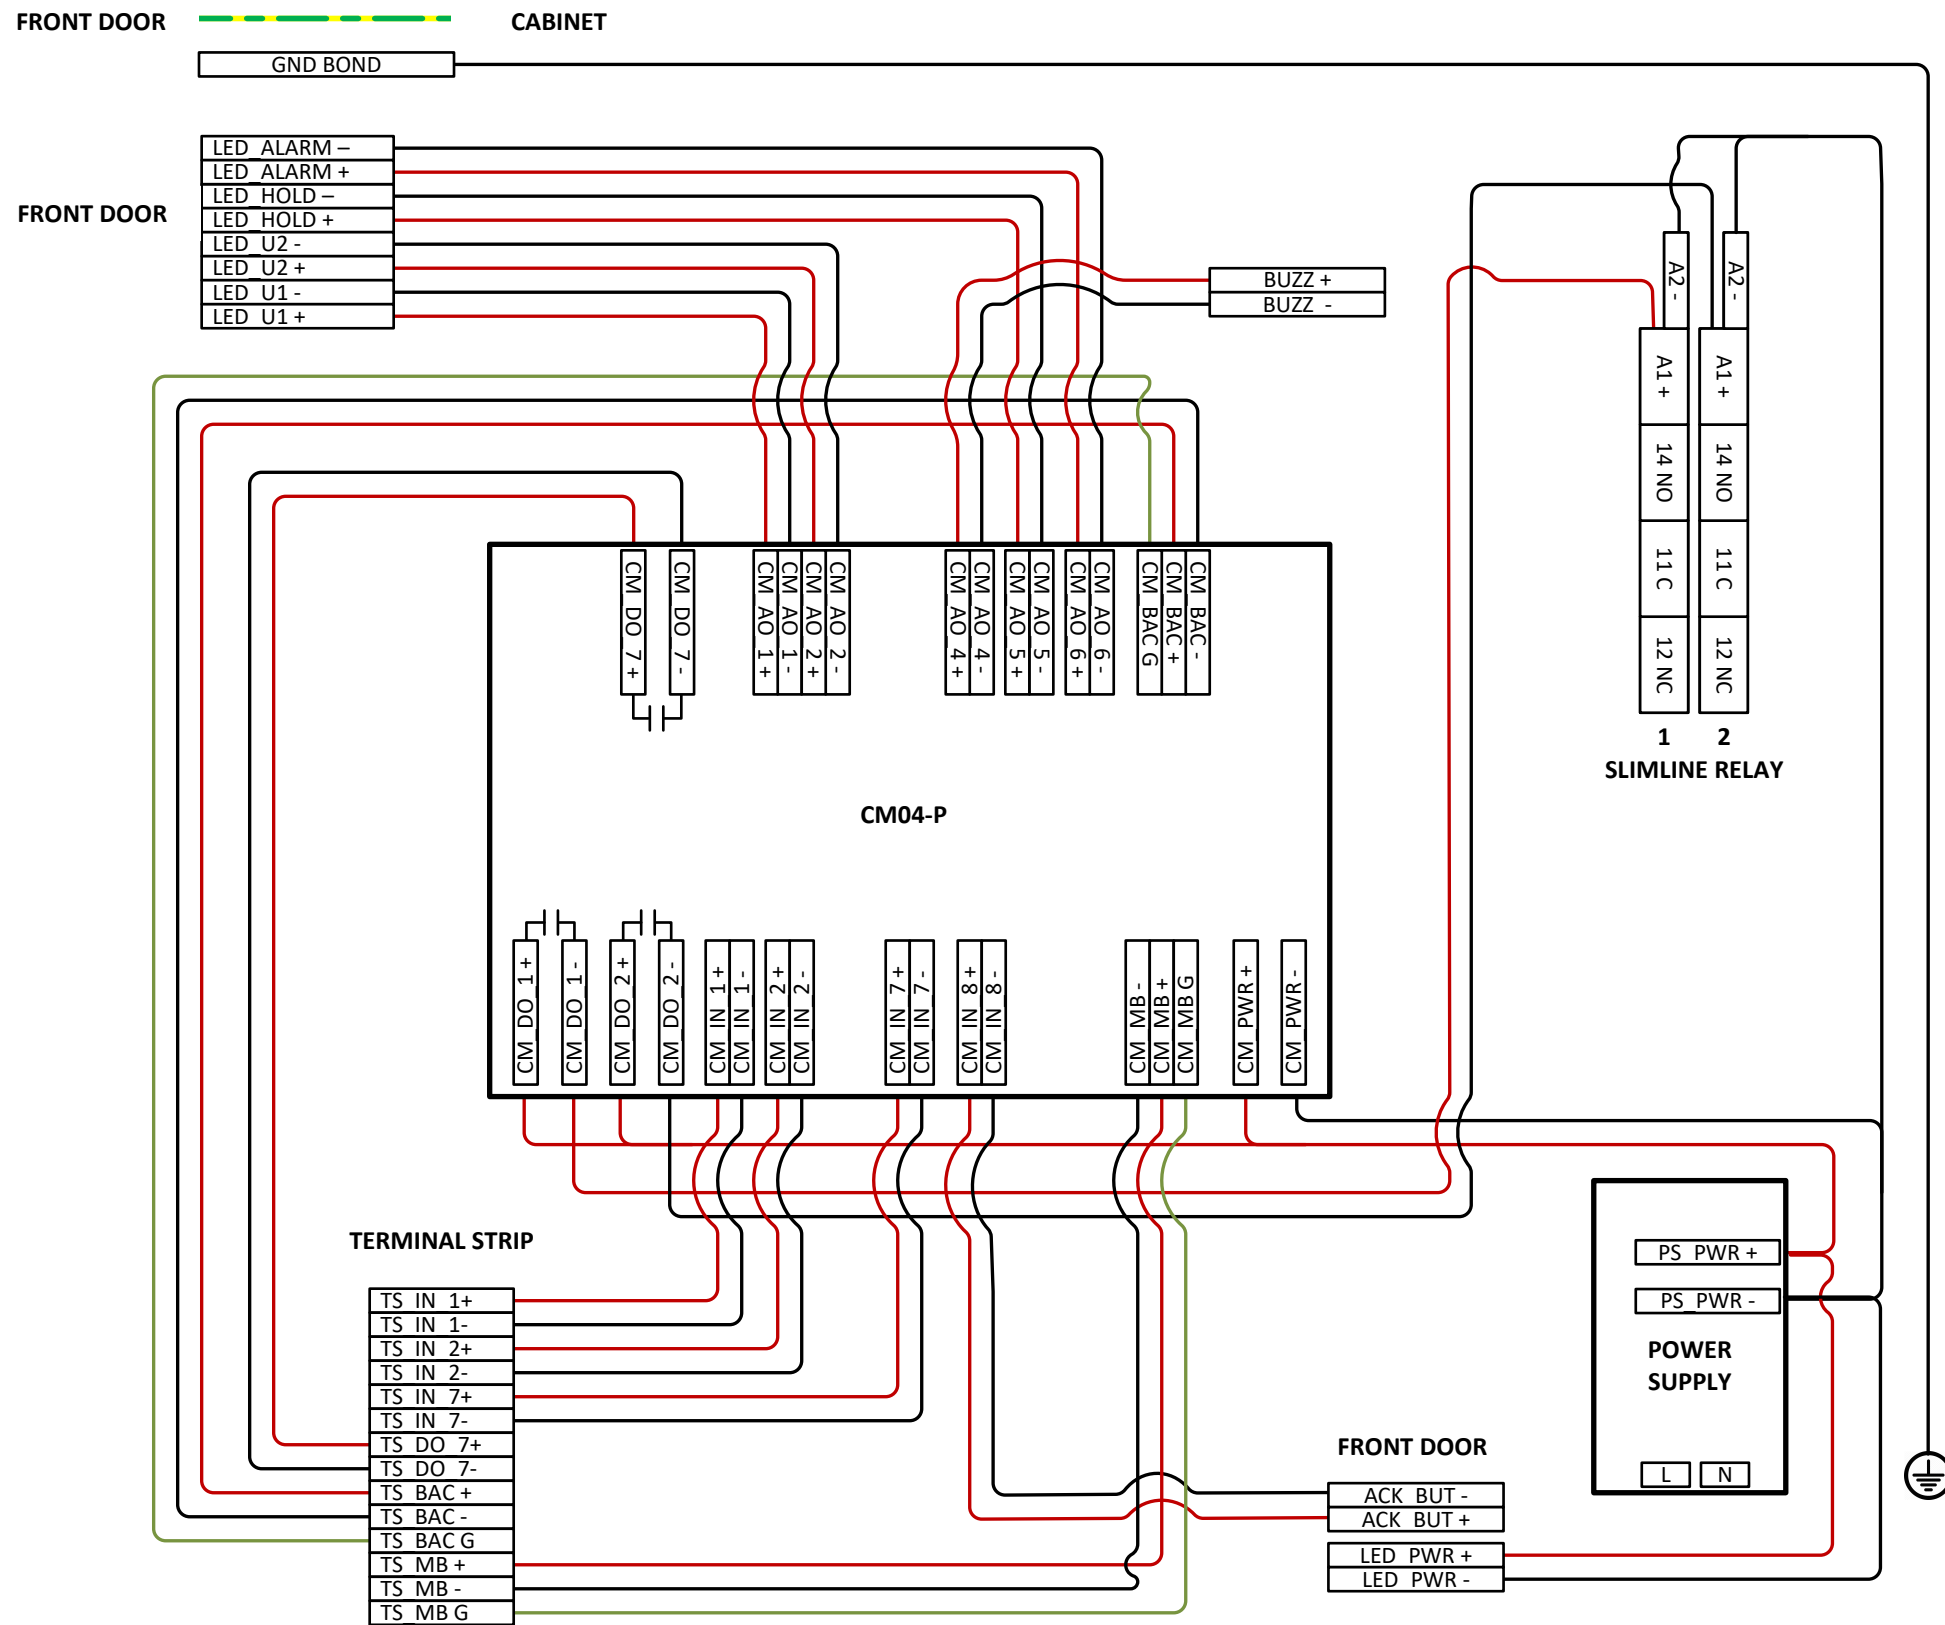 FRONT DOOR
CABINET
GND BOND
LED_ALARM –
LED_ALARM +
LED_HOLD –
LED_HOLD +
LED_U2 -
LED_U2 +
LED_U1 -
LED_U1 +
FRONT DOOR
BUZZ +
BUZZ -
A2 -
A2 -
A1 +
14 NO
11 C
12 NC
A1 +
14 NO
11 C
12 NC
1
2
SLIMLINE RELAY
CM_DO_7 +
CM_DO_7 -
CM_AO_1 +
CM_AO_1 -
CM_AO_2 +
CM_AO_2 -
CM_AO_4 +
CM_AO_4 -
CM_AO_5 +
CM_AO_5 -
CM_AO_6 +
CM_AO_6 -
CM_BAC G
CM_BAC +
CM_BAC -
CM04-P
CM_DO_1 +
CM_DO_1 -
CM_DO_2 +
CM_DO_2 -
CM_IN_1 +
CM_IN_1 -
CM_IN_2 +
CM_IN_2 -
CM_IN_7 +
CM_IN_7 -
CM_IN_8 +
CM_IN_8 -
CM_MB -
CM_MB +
CM_MB G
CM_PWR +
CM_PWR -
TERMINAL STRIP
TS_IN_1+
TS_IN_1-
TS_IN_2+
TS_IN_2-
TS_IN_7+
TS_IN_7-
TS_DO_7+
TS_DO_7-
TS_BAC +
TS_BAC -
TS_BAC G
TS_MB +
TS_MB -
TS_MB G
PS_PWR +
PS_PWR -
POWER
SUPPLY
L
N
FRONT DOOR
ACK_BUT -
ACK_BUT +
LED_PWR +
LED_PWR -